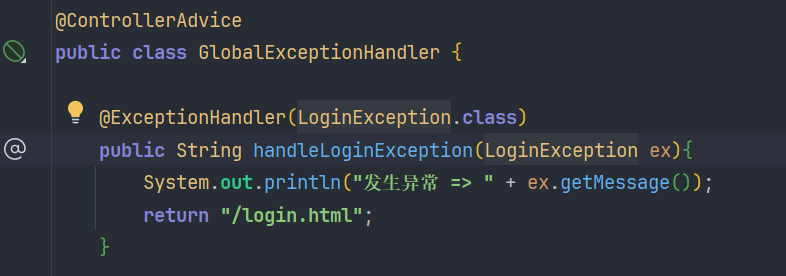 @ControllerAdvice
public class GlobalExceptionHandler {
@ExceptionHandler(LoginException.class)
public String handleLoginException(LoginException ex){
System.out.println("发生异常 => " + ex.getMessage());
return "/login.html";
}